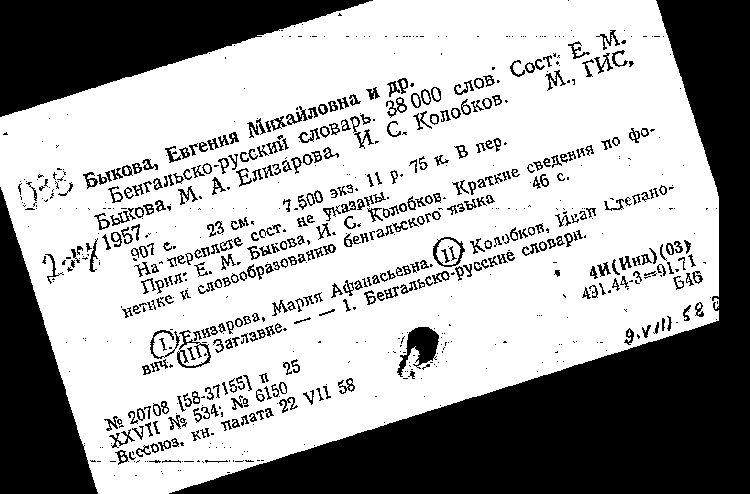 038
Быкова, Евгения Михайловна и др.
Бенгальско-русский словарь. 38 000 слов. Сост: Е. М.
Быкова, М. А. Елизарова, И. С. Колобков. М., ГИС,
1957.
907 с. 23 см. 7.500 экз. 11 р. 75 к. В пер.
На переплете сост. не указаны.
Прил: Е. М. Быкова, И. С. Колобков. Краткие сведения по фо-
нетике и словообразованию бенгальского языка 46 с.
I. Елизарова, Мария Афанасьевна. II. Колобков, Иван Степано-
вич. III. Заглавие. — — 1. Бенгальско-русские словари.
4И(Инд)(03)
491.44-3=91.71
Б46
9.VIII.58
№ 20708 [58-37155] п 25
XXVII № 534; № 6150
Всесоюз. кн. палата 22 VII 58